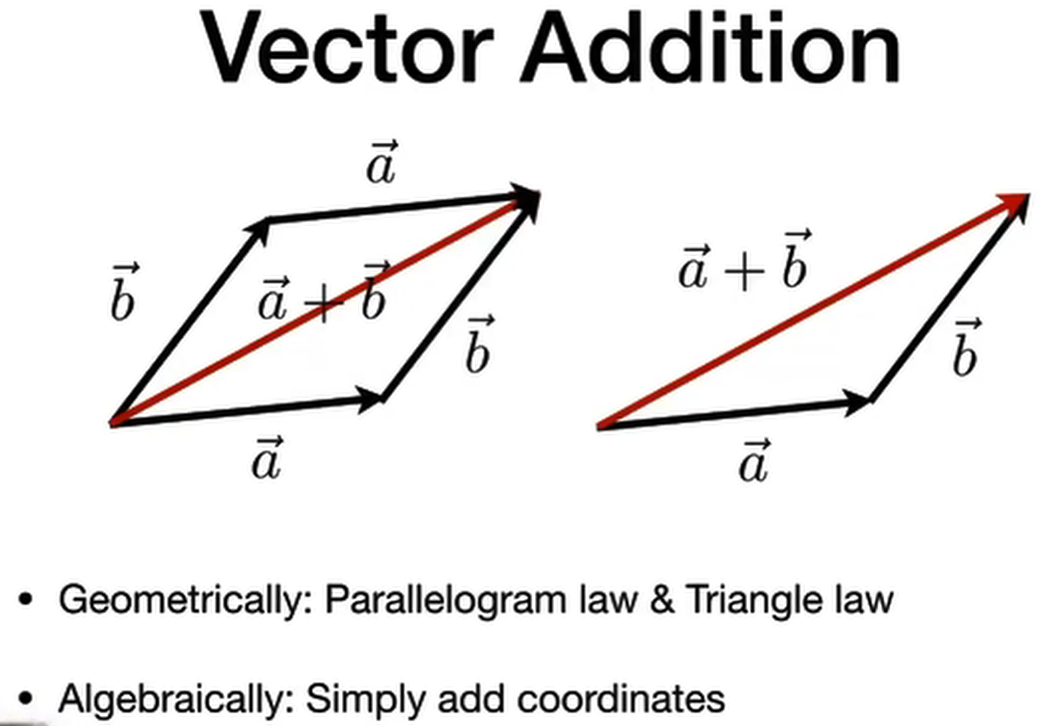 Vector Addition
$\vec{a}$
$\vec{b}$
$\vec{a} + \vec{b}$
$\vec{b}$
$\vec{a}$
$\vec{a} + \vec{b}$
$\vec{b}$
$\vec{a}$
• Geometrically: Parallelogram law & Triangle law
• Algebraically: Simply add coordinates